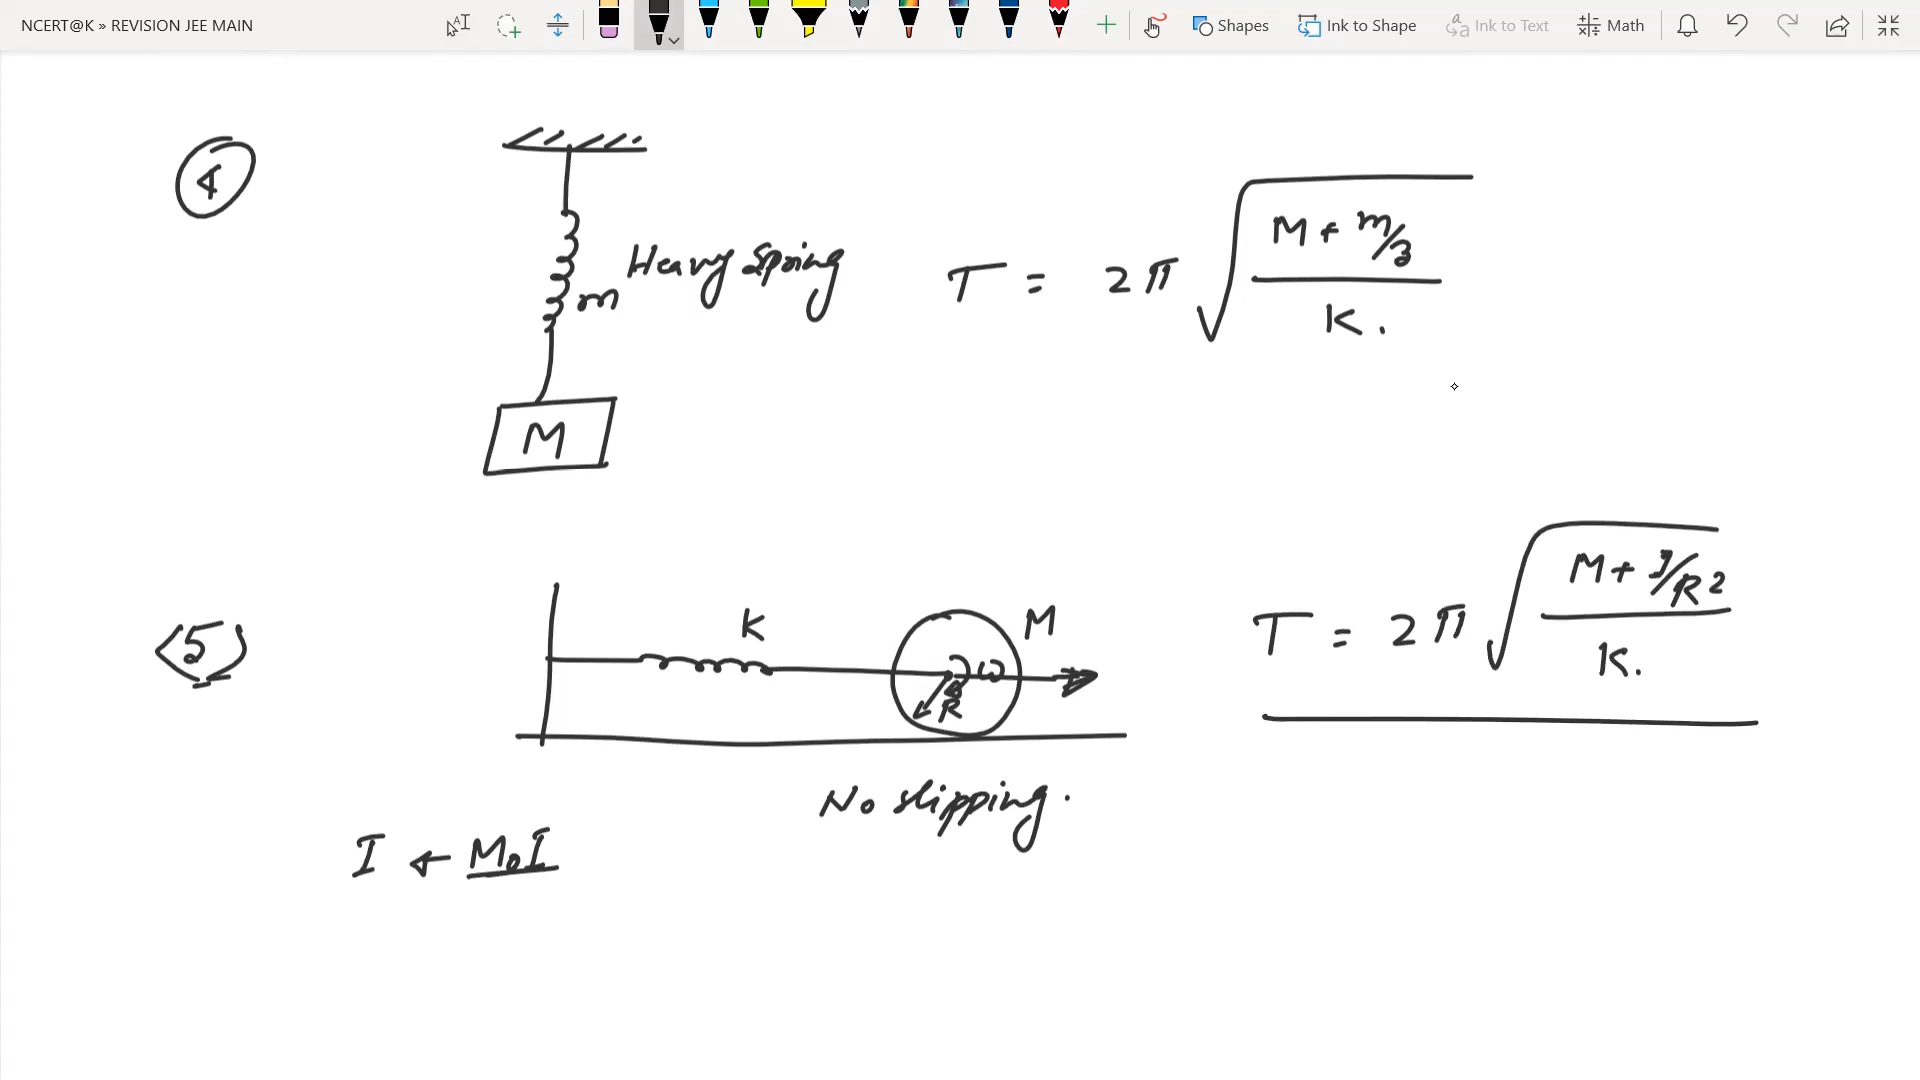 NCERT@K » REVISION JEE MAIN
Shapes
Ink to Shape
Ink to Text
Math
4
Heavy Spring
m
M
T = 2π √((M + m/3)/K.)
<5>
K
M
ω
R
T = 2π √((M + I/R²)/K.)
No slipping.
I ← MoI